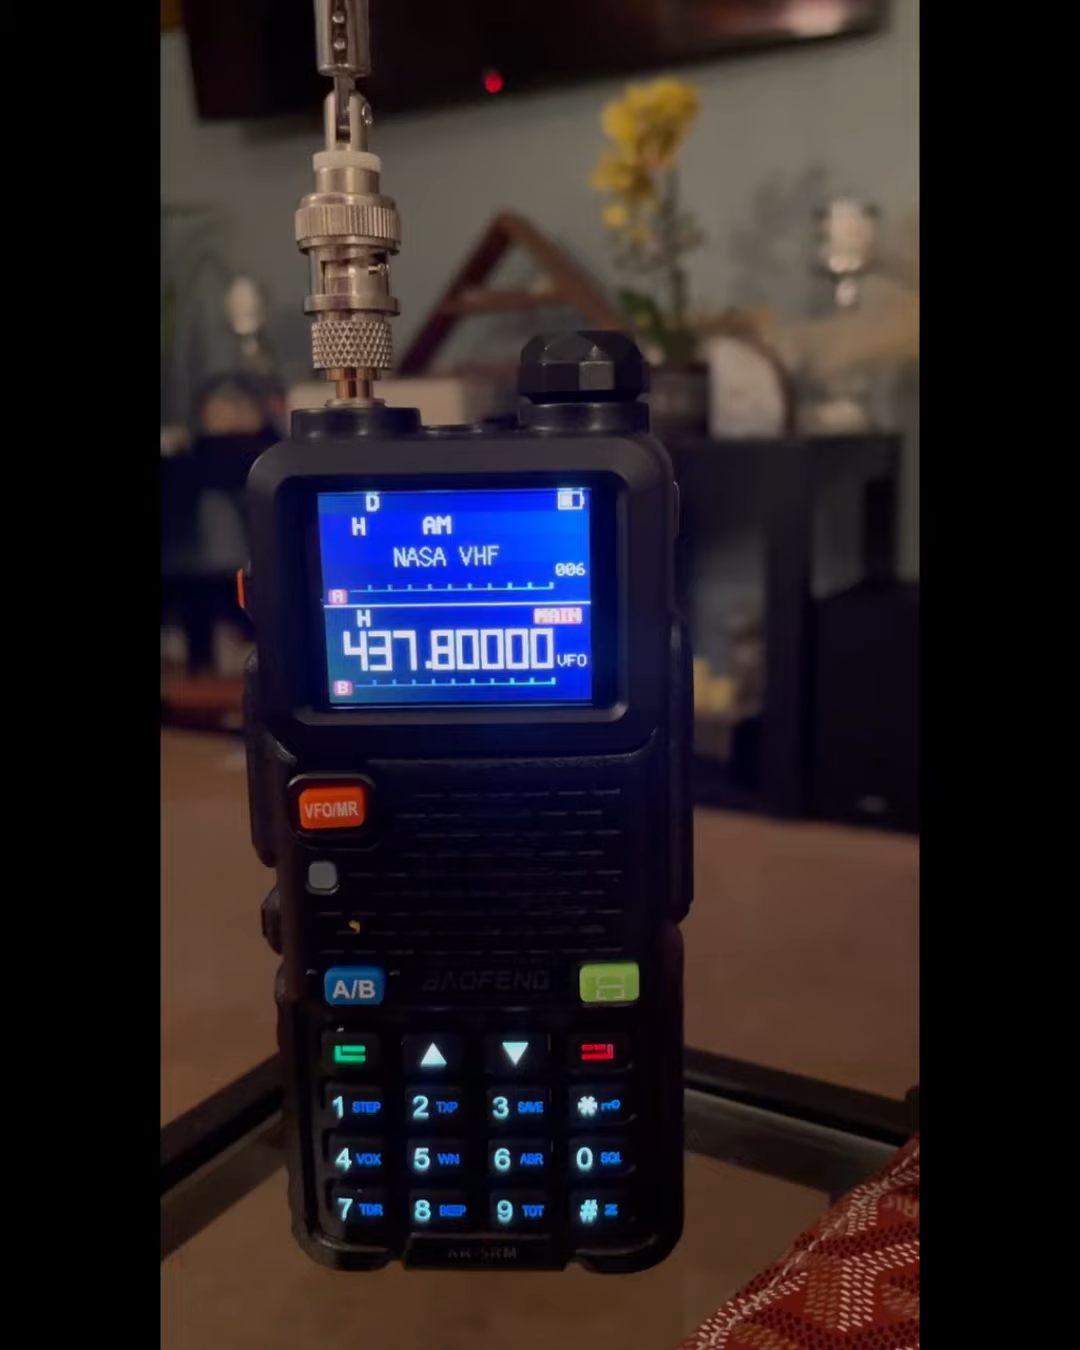 D
H AM
NASA VHF
006
A
H MAIN
437.80000 VFO
B
VFO/MR
A/B BAOFENG
1 STEP 2 TXP 3 SAVE *
4 VOX 5 WN 6 ABR 0 SQL
7 TDR 8 BEEP 9 TOT #